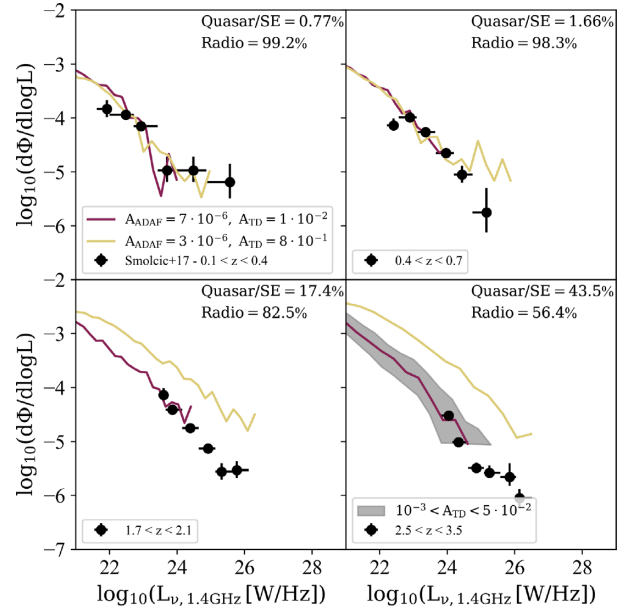 −2
Quasar/SE = 0.77%
Radio = 99.2%
Quasar/SE = 1.66%
Radio = 98.3%
−3
−4
−5
−6
log₁₀(dΦ/dlogL)
A_ADAF = 7 · 10⁻⁶, A_TD = 1 · 10⁻²
A_ADAF = 3 · 10⁻⁶, A_TD = 8 · 10⁻¹
Smolcic+17 - 0.1 < z < 0.4
0.4 < z < 0.7
−2
Quasar/SE = 17.4%
Radio = 82.5%
Quasar/SE = 43.5%
Radio = 56.4%
−3
−4
−5
−6
−7
log₁₀(dΦ/dlogL)
1.7 < z < 2.1
10⁻³ < A_TD < 5 · 10⁻²
2.5 < z < 3.5
22 24 26 28 22 24 26 28
log₁₀(L_ν, 1.4GHz [W/Hz]) log₁₀(L_ν, 1.4GHz [W/Hz])